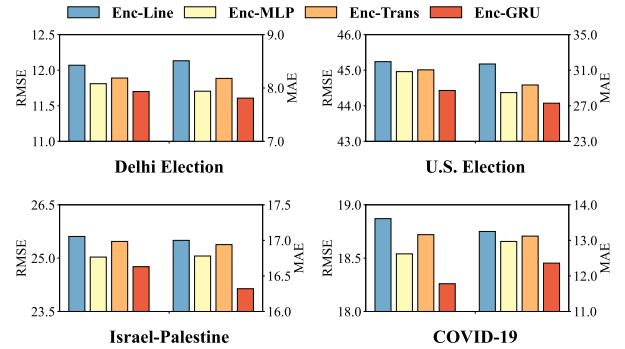 Enc-Line Enc-MLP Enc-Trans Enc-GRU
12.5 9.0 46.0 35.0
12.0 8.0 45.0 31.0
11.5 44.0 27.0
11.0 7.0 43.0 23.0
RMSE MAE RMSE MAE
Delhi Election U.S. Election
26.5 17.5 19.0 14.0
17.0 13.0
25.0 18.5
16.5 12.0
23.5 16.0 18.0 11.0
RMSE MAE RMSE MAE
Israel-Palestine COVID-19